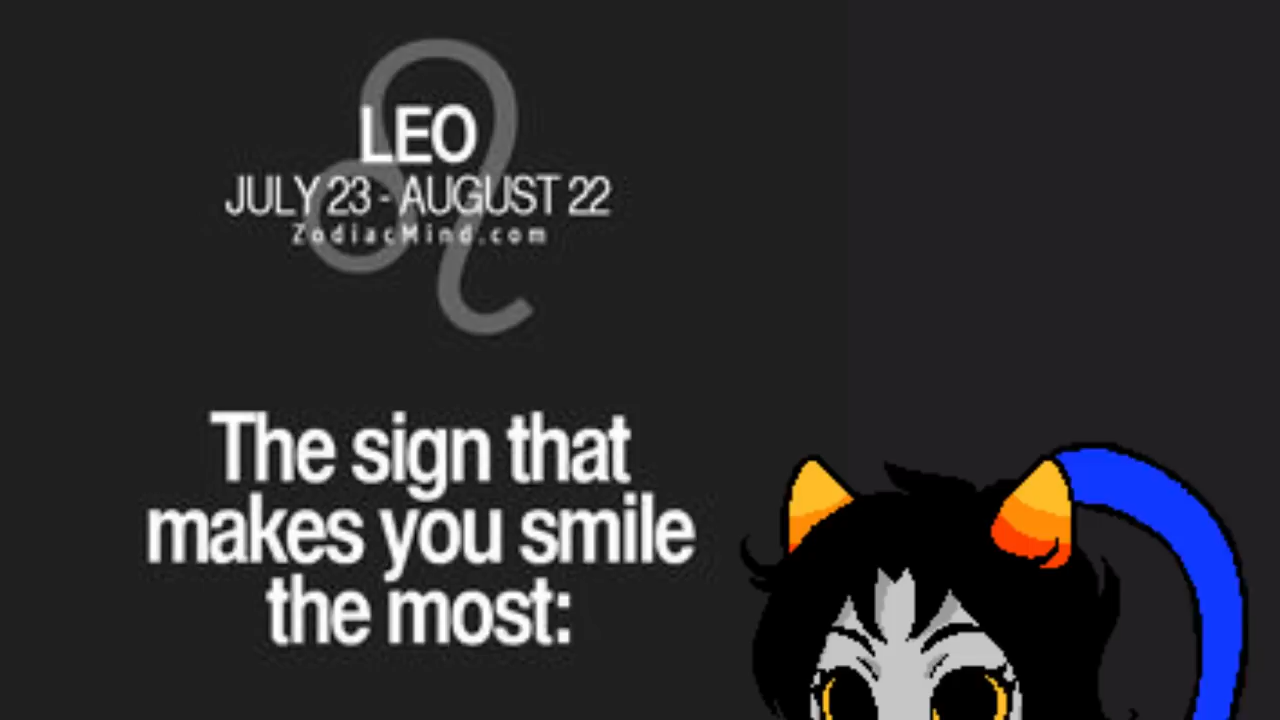 LEO
JULY 23 - AUGUST 22
ZodiacMind.com
The sign that
makes you smile
the most: